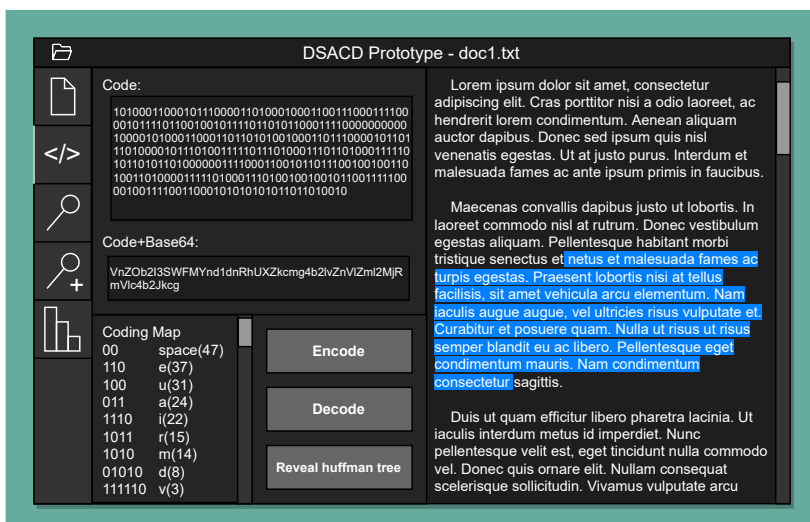 DSACD Prototype - doc1.txt
</>
Code:
10100011000101110000110100010001100111000111100
00101111011001001011110110101100011110000000000
10000101000110001101101010010001101110000101101
11010000101110100111110111010001110110100011110
10110101101000000111100011001011011100100100110
10011010000111110100011101001001001011001111100
00100111100110001010101010110110110010
Code+Base64:
VnZOb2l3SWFMYnd1dnRhUXZkcmg4b2lvZnVlZml2MjR
mVlc4b2Jkcg
Coding Map
00 space(47)
110 e(37)
100 u(31)
011 a(24)
1110 i(22)
1011 r(15)
1010 m(14)
01010 d(8)
111110 v(3)
Encode
Decode
Reveal huffman tree
Lorem ipsum dolor sit amet, consectetur
adipiscing elit. Cras porttitor nisi a odio laoreet, ac
hendrerit lorem condimentum. Aenean aliquam
auctor dapibus. Donec sed ipsum quis nisl
venenatis egestas. Ut at justo purus. Interdum et
malesuada fames ac ante ipsum primis in faucibus.
Maecenas convallis dapibus justo ut lobortis. In
laoreet commodo nisl at rutrum. Donec vestibulum
egestas aliquam. Pellentesque habitant morbi
tristique senectus et netus et malesuada fames ac
turpis egestas. Praesent lobortis nisi at tellus
facilisis, sit amet vehicula arcu elementum. Nam
iaculis augue augue, vel ultricies risus vulputate et.
Curabitur et posuere quam. Nulla ut risus ut risus
semper blandit eu ac libero. Pellentesque eget
condimentum mauris. Nam condimentum
consectetur sagittis.
Duis ut quam efficitur libero pharetra lacinia. Ut
iaculis interdum metus id imperdiet. Nunc
pellentesque velit est, eget tincidunt nulla commodo
vel. Donec quis ornare elit. Nullam consequat
scelerisque sollicitudin. Vivamus vulputate arcu